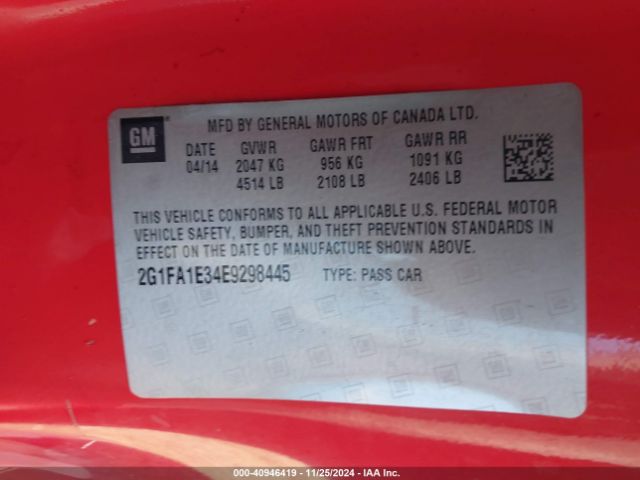 GM
MFD BY GENERAL MOTORS OF CANADA LTD.
DATE GVWR GAWR FRT GAWR RR
04/14 2047 KG 956 KG 1091 KG
4514 LB 2108 LB 2406 LB
THIS VEHICLE CONFORMS TO ALL APPLICABLE U.S. FEDERAL MOTOR
VEHICLE SAFETY, BUMPER, AND THEFT PREVENTION STANDARDS IN
EFFECT ON THE DATE OF MANUFACTURE SHOWN ABOVE.
2G1FA1E34E9298445 TYPE: PASS CAR
000-40946419 - 11/25/2024 - IAA Inc.